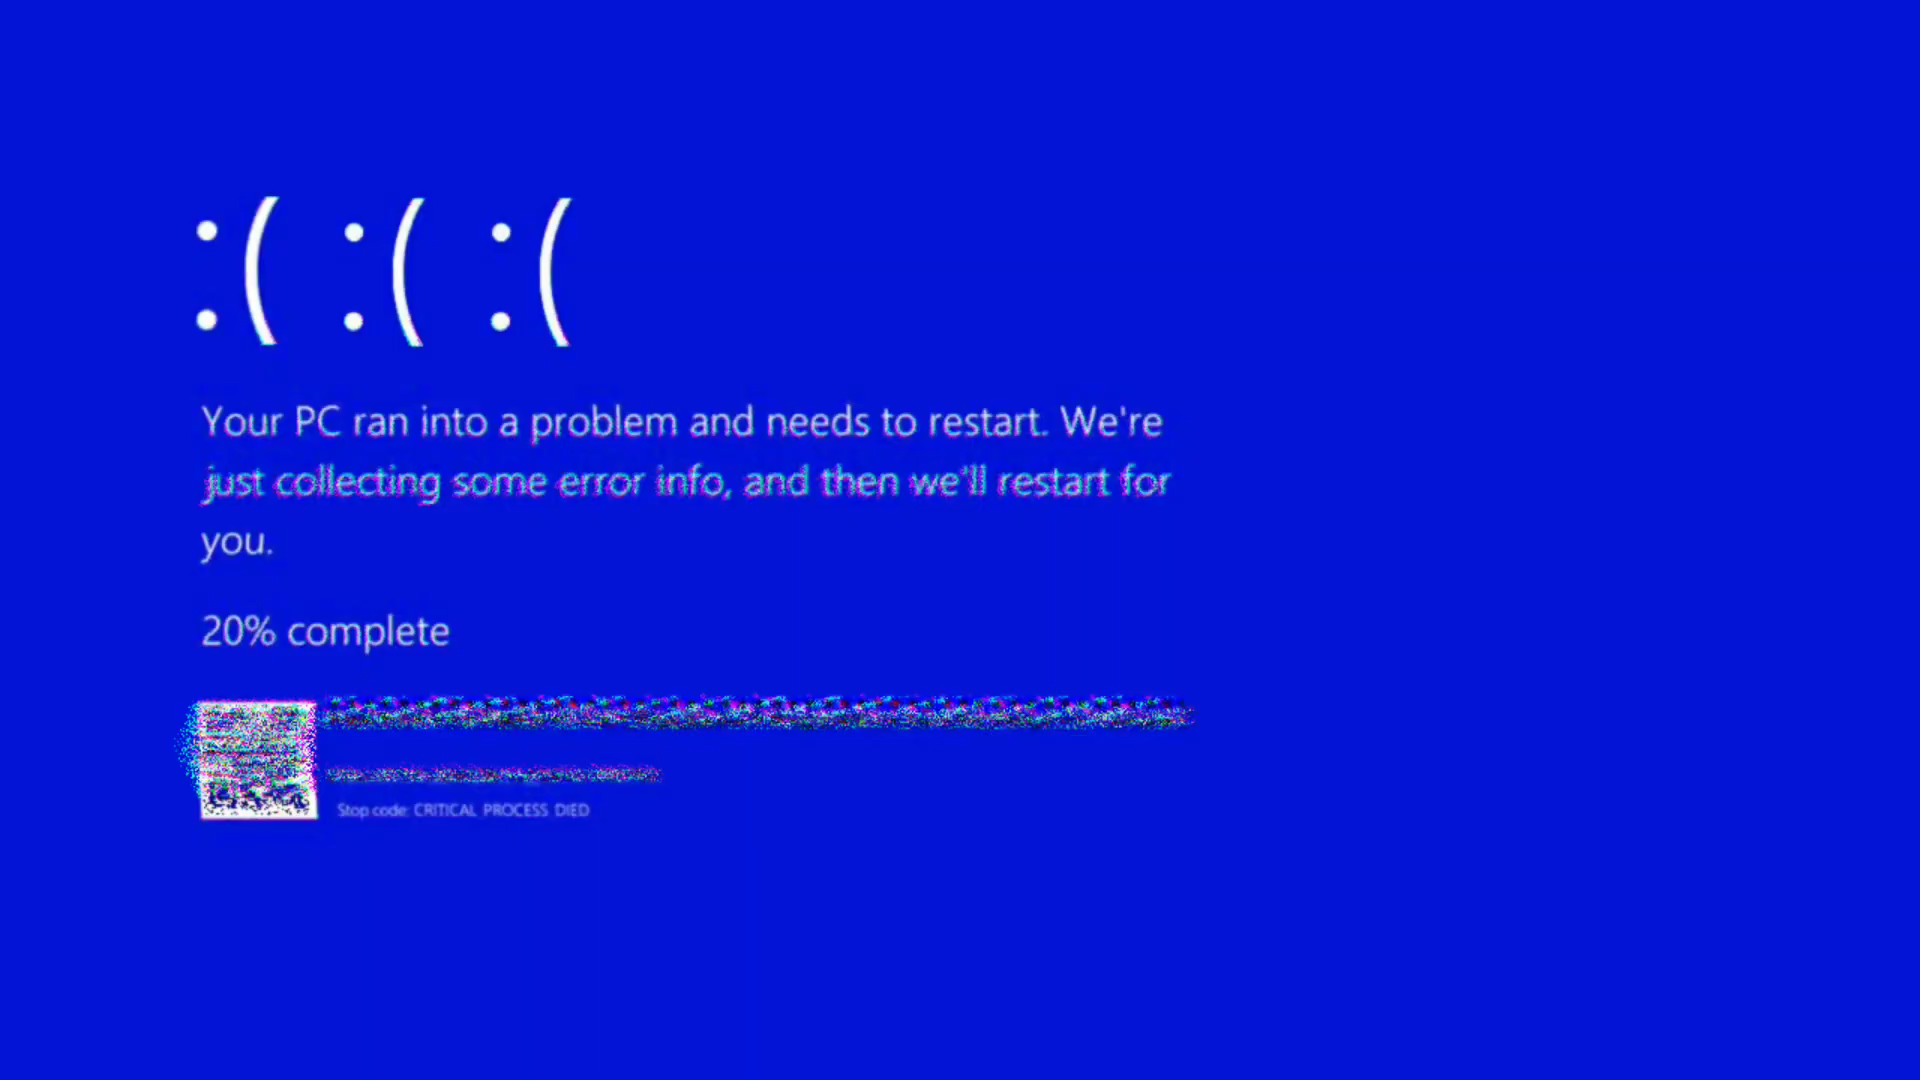 :( :( :(
Your PC ran into a problem and needs to restart. We're
just collecting some error info, and then we'll restart for
you.
20% complete
Stop code: CRITICAL PROCESS DIED